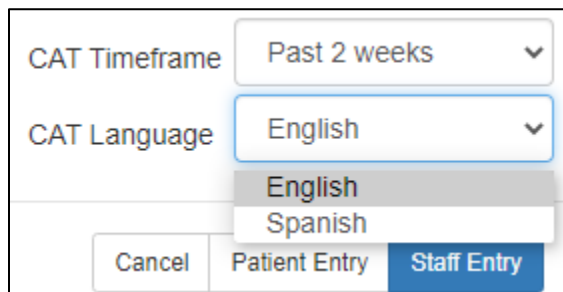 CAT Timeframe Past 2 weeks
CAT Language English
English
Spanish
Cancel Patient Entry Staff Entry